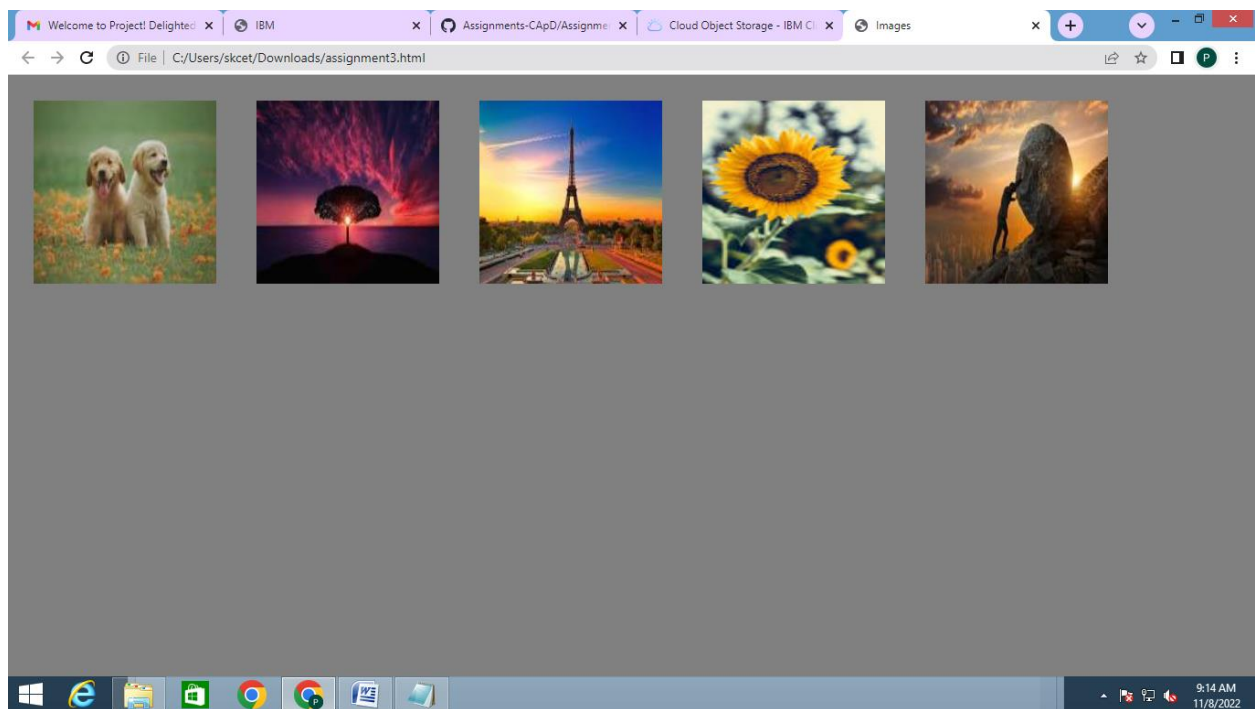 Welcome to Project! Delighted
IBM
Assignments-CApD/Assignme
Cloud Object Storage - IBM Cl
Images
File | C:/Users/skcet/Downloads/assignment3.html
P
9:14 AM
11/8/2022